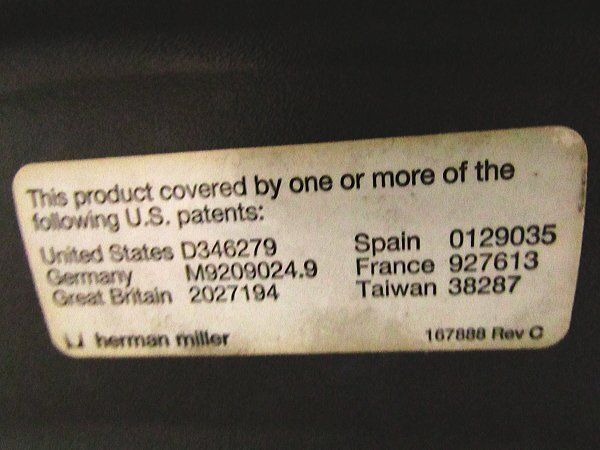 This product covered by one or more of the
following U.S. patents:
United States D346279 Spain 0129035
Germany M9209024.9 France 927613
Great Britain 2027194 Taiwan 38287
herman miller 167888 Rev C